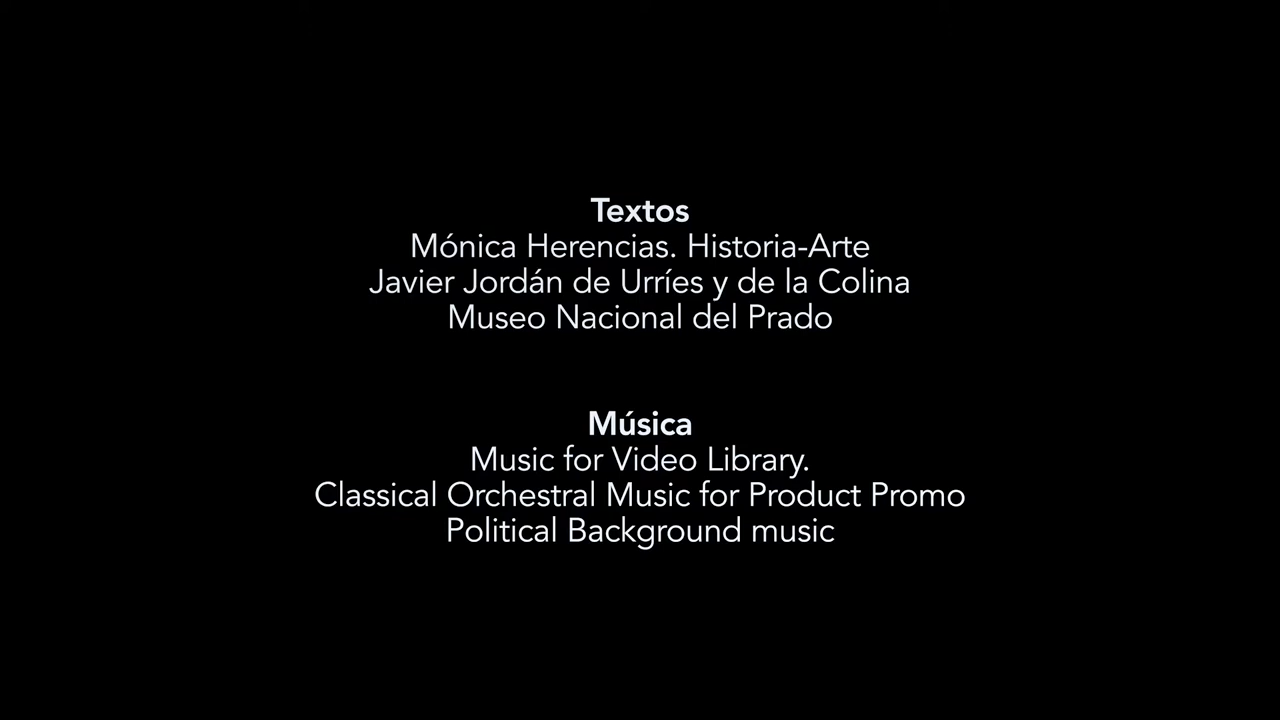 Textos
Mónica Herencias. Historia-Arte
Javier Jordán de Urríes y de la Colina
Museo Nacional del Prado
Música
Music for Video Library.
Classical Orchestral Music for Product Promo
Political Background music